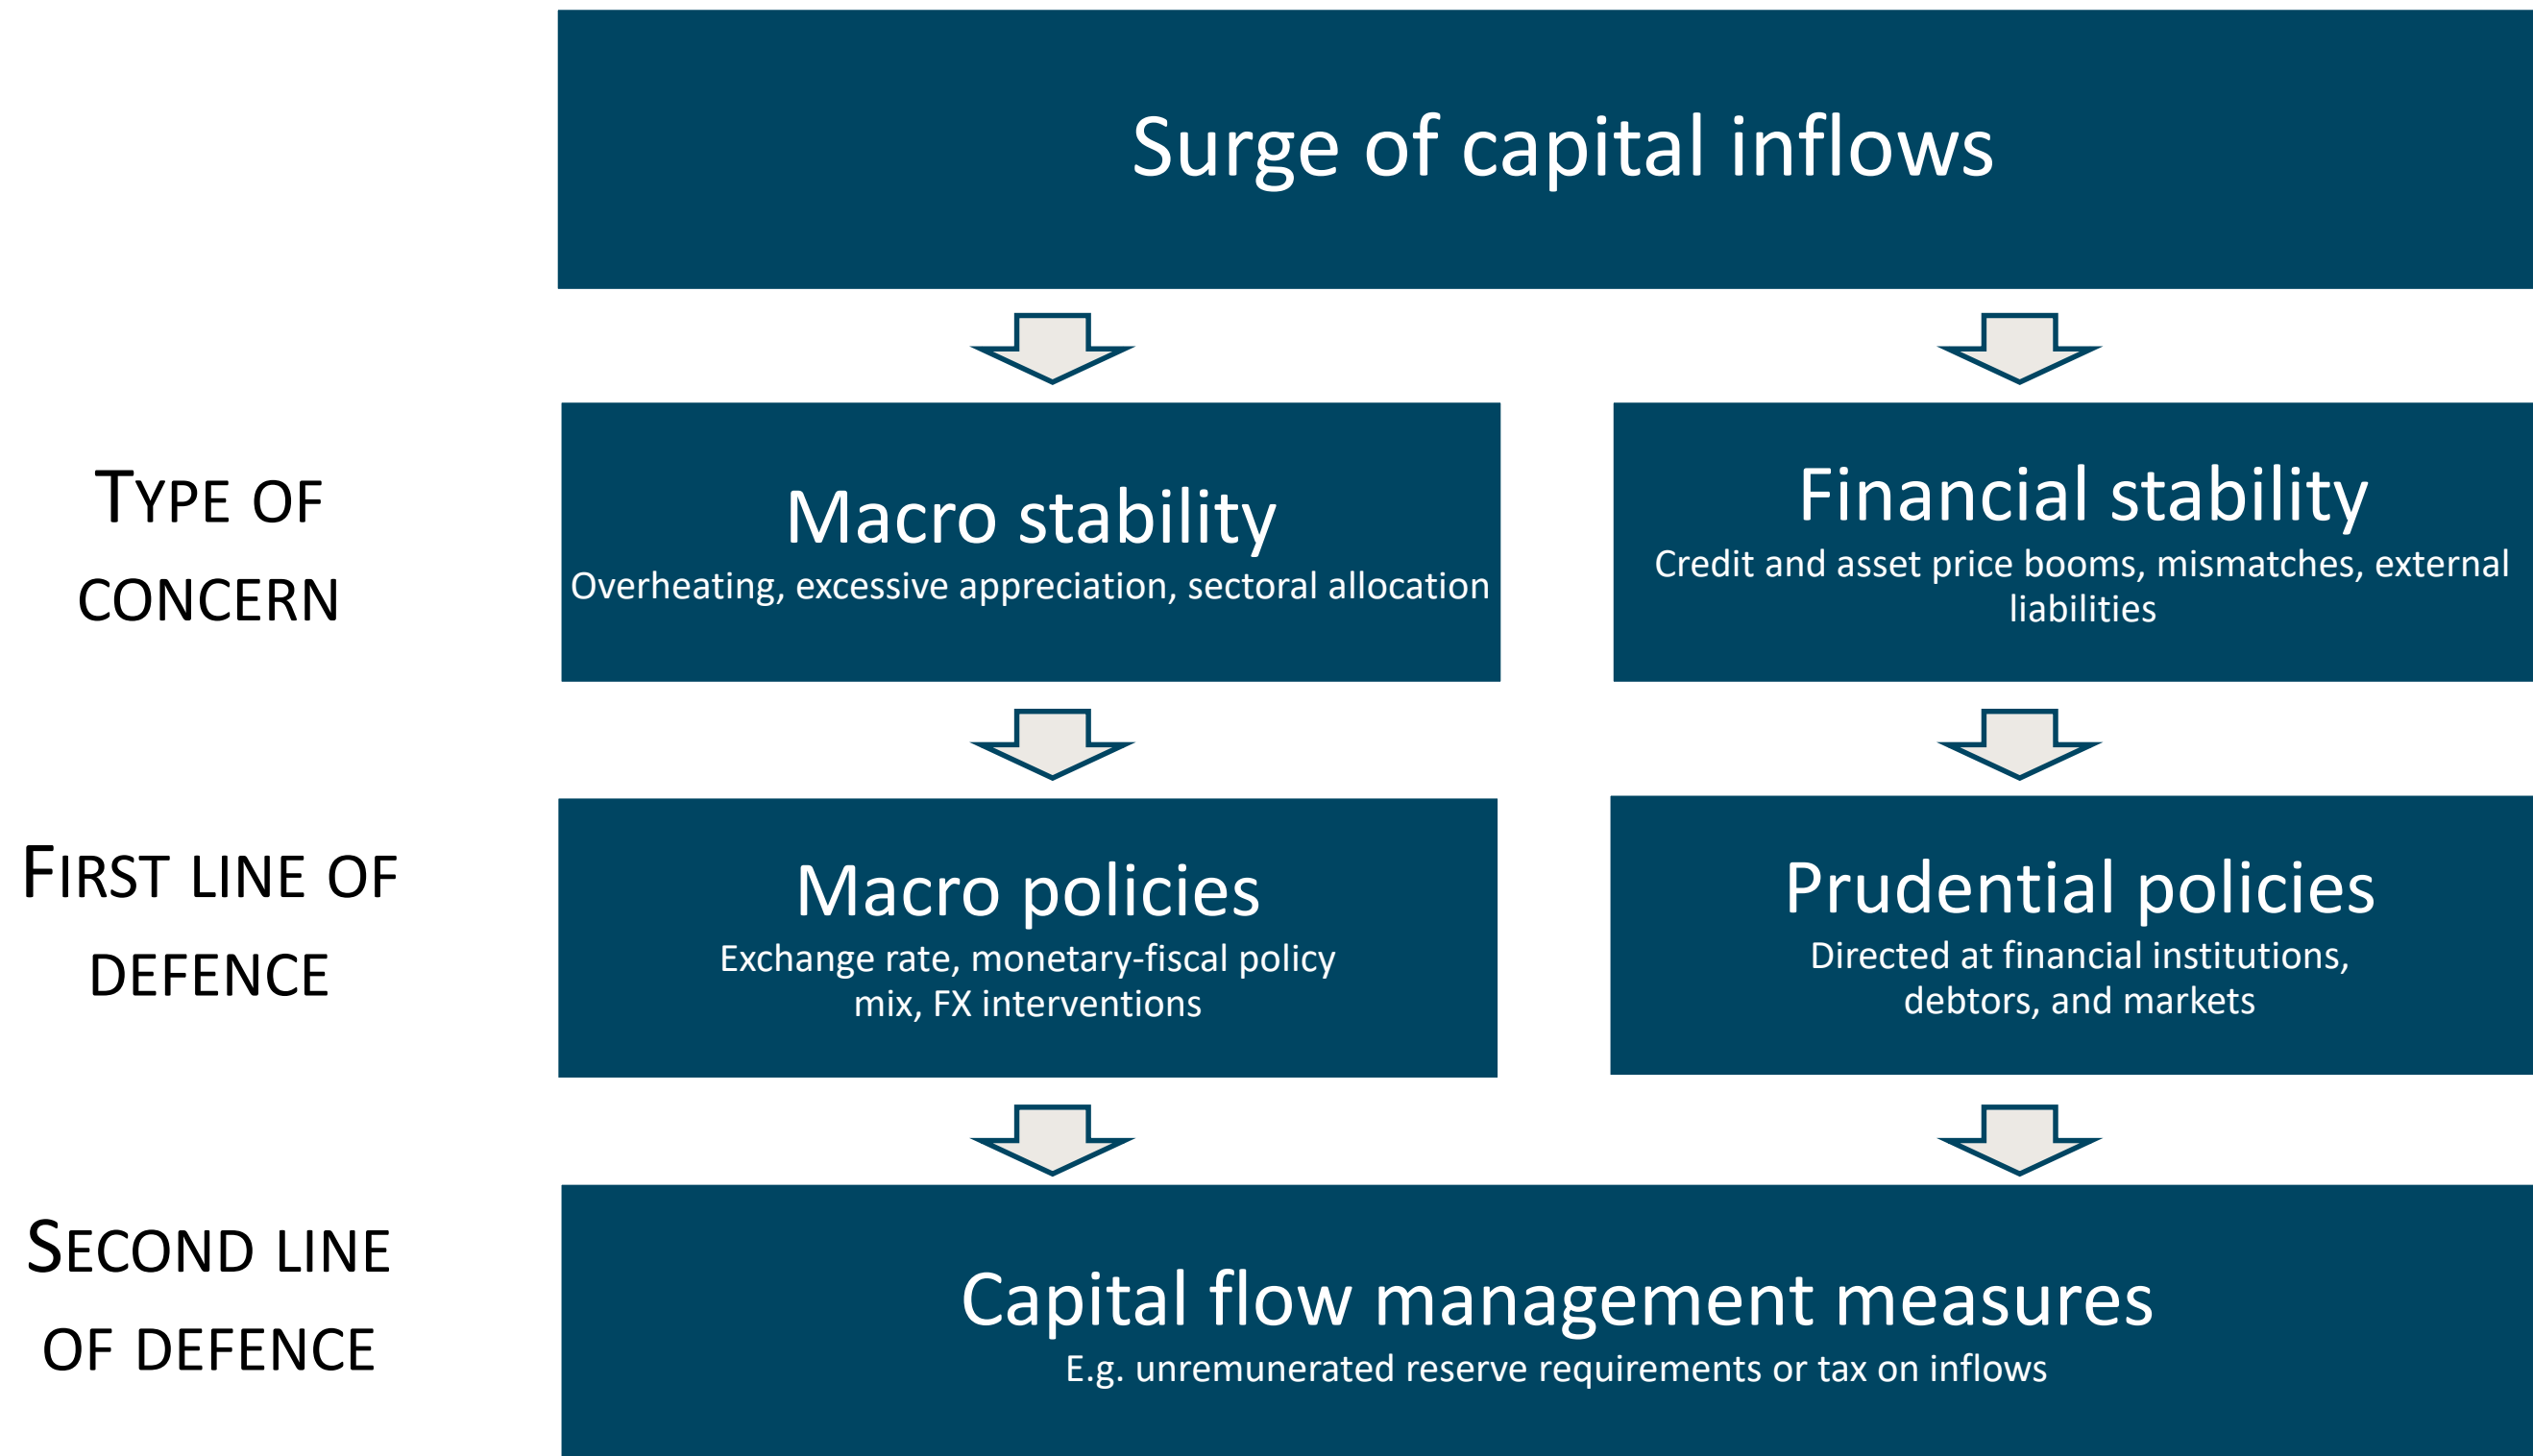 Surge of capital inflows
TYPE OF
CONCERN
Macro stability
Overheating, excessive appreciation, sectoral allocation
Financial stability
Credit and asset price booms, mismatches, external
liabilities
FIRST LINE OF
DEFENCE
Macro policies
Exchange rate, monetary-fiscal policy
mix, FX interventions
Prudential policies
Directed at financial institutions,
debtors, and markets
SECOND LINE
OF DEFENCE
Capital flow management measures
E.g. unremunerated reserve requirements or tax on inflows